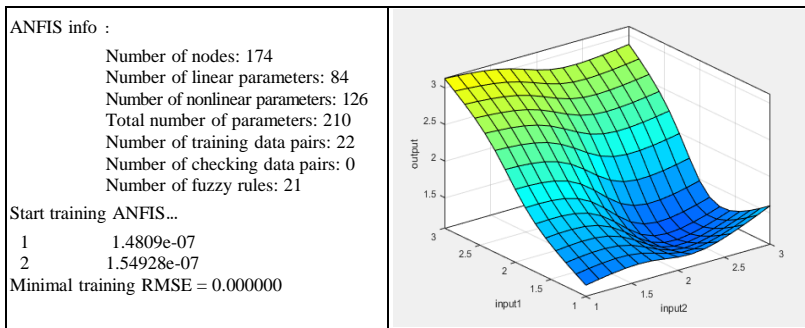 ANFIS info :
Number of nodes: 174
Number of linear parameters: 84
Number of nonlinear parameters: 126
Total number of parameters: 210
Number of training data pairs: 22
Number of checking data pairs: 0
Number of fuzzy rules: 21
Start training ANFIS...
1 1.4809e-07
2 1.54928e-07
Minimal training RMSE = 0.000000
3
2.5
2
1.5
output
3
2.5
2
1.5
1
input1
1
1.5
2
2.5
3
input2